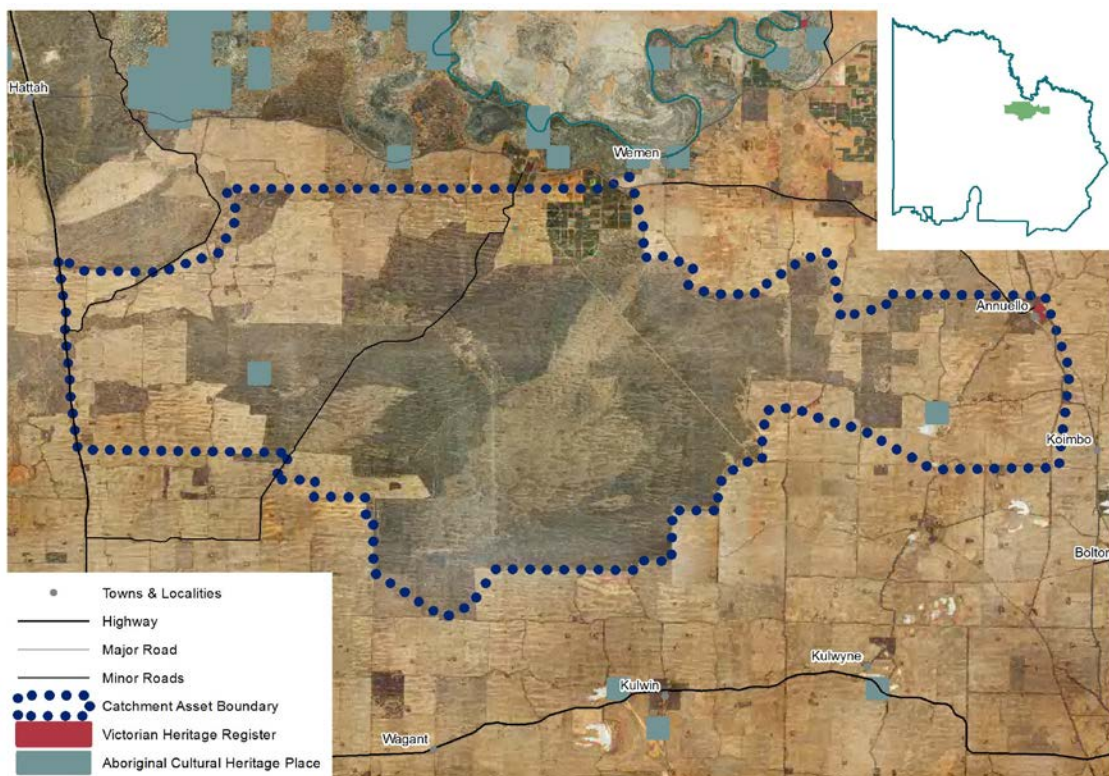 Hattah
Wemen
Annuello
Koimbo
Bolton
Kulwyne
Kulwin
Wagant
Towns & Localities
Highway
Major Road
Minor Roads
Catchment Asset Boundary
Victorian Heritage Register
Aboriginal Cultural Heritage Place